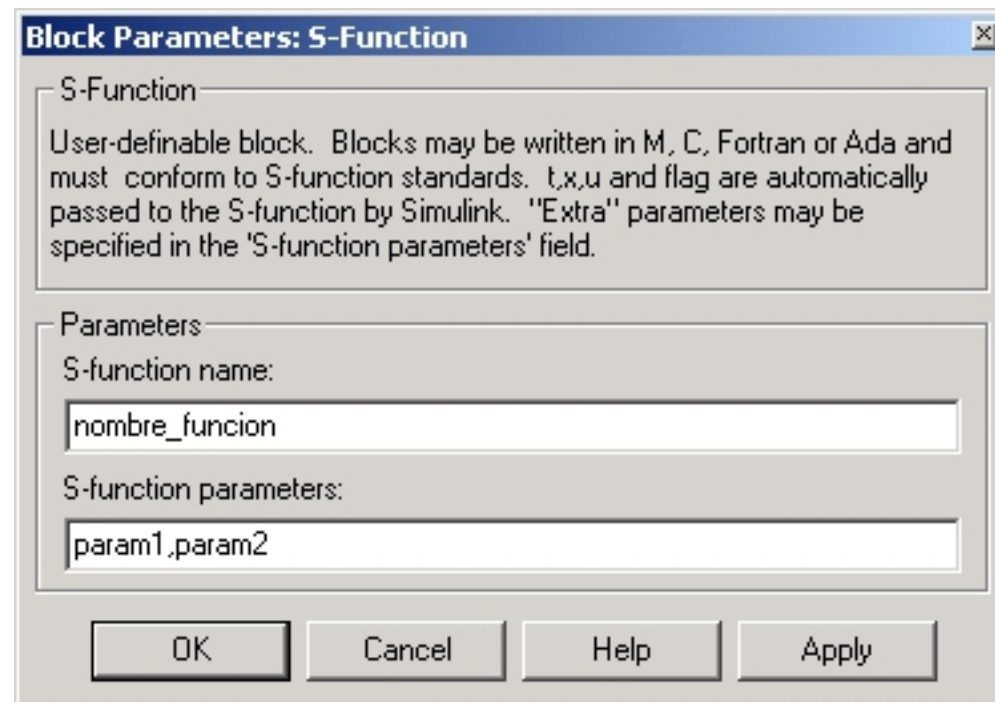 Block Parameters: S-Function
S-Function
User-definable block. Blocks may be written in M, C, Fortran or Ada and
must conform to S-function standards. t,x,u and flag are automatically
passed to the S-function by Simulink. "Extra" parameters may be
specified in the 'S-function parameters' field.
Parameters
S-function name:
nombre_funcion
S-function parameters:
param1,param2
OK Cancel Help Apply